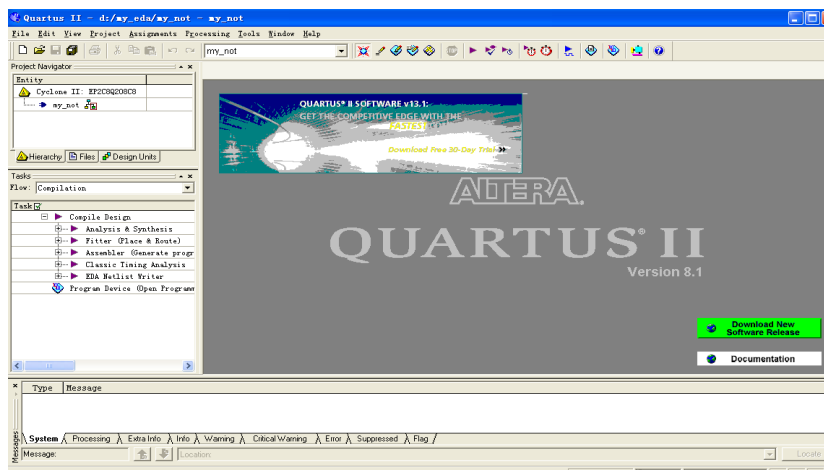 Quartus II - d:/my_eda/my_not - my_not
File Edit View Project Assignments Processing Tools Window Help
my_not
Project Navigator
Entity
Cyclone II: EP2C8Q208C8
my_not
Hierarchy Files Design Units
Tasks
Flow: Compilation
Task
Compile Design
Analysis & Synthesis
Fitter (Place & Route)
Assembler (Generate progr
Classic Timing Analysis
EDA Netlist Writer
Program Device (Open Programm
QUARTUS® II SOFTWARE v13.1:
GET THE COMPETITIVE EDGE WITH THE
FASTEST
Download Free 30-Day Trial
ALTERA.
QUARTUS® II
Version 8.1
Download New
Software Release
Documentation
Type Message
System Processing Extra Info Info Warning Critical Warning Error Suppressed Flag
Messages
Message: Location: Locate